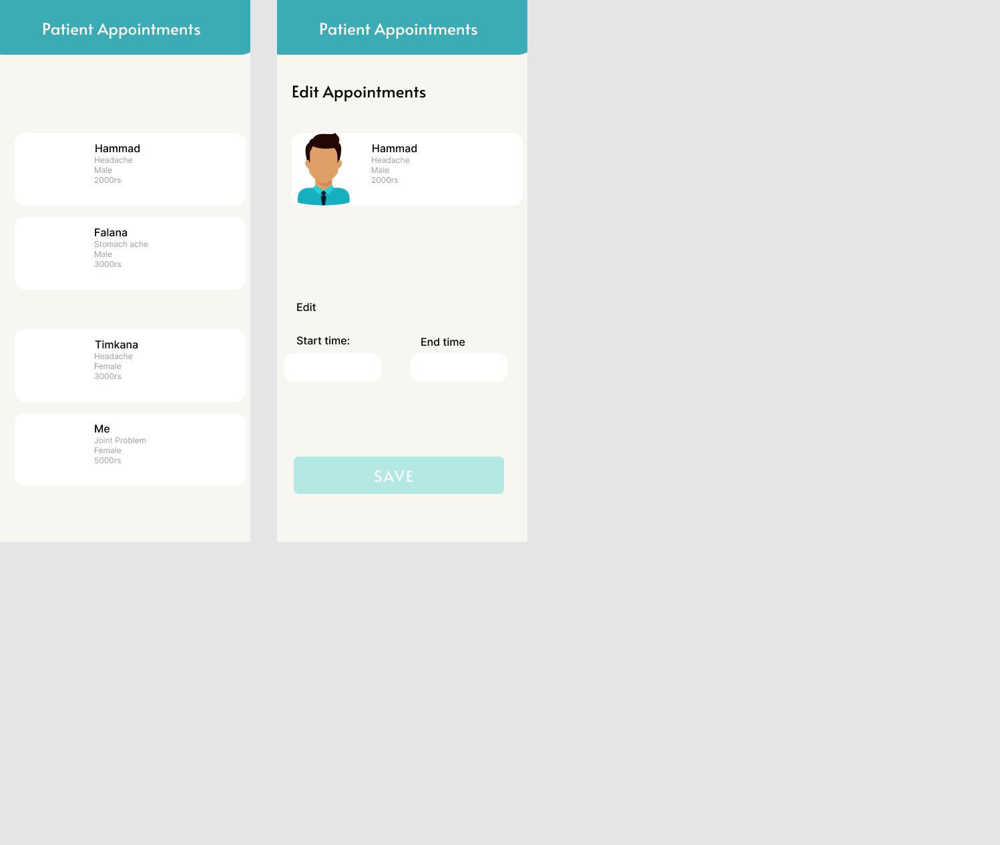 Patient Appointments
Hammad
Headache
Male
2000rs
Falana
Stomach ache
Male
3000rs
Timkana
Headache
Female
3000rs
Me
Joint Problem
Female
5000rs
Patient Appointments
Edit Appointments
Hammad
Headache
Male
2000rs
Edit
Start time:
End time
SAVE